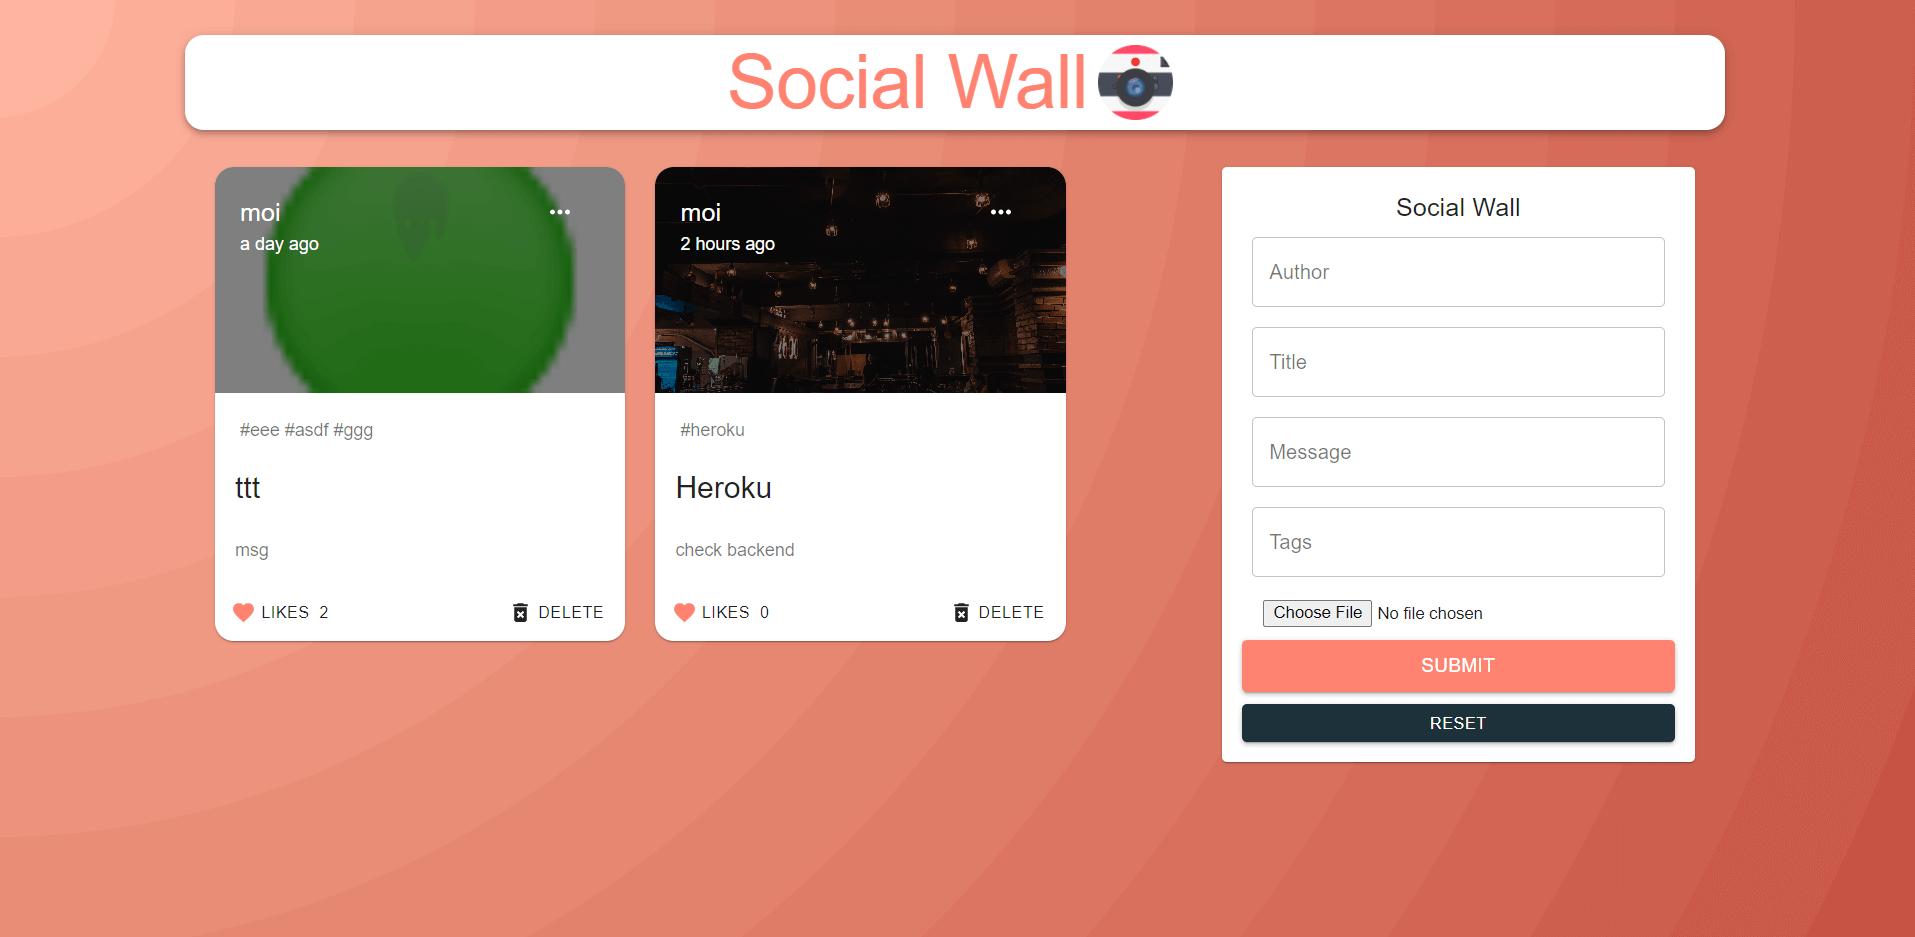 Social Wall
moi
a day ago
#eee #asdf #ggg
ttt
msg
LIKES 2
DELETE
moi
2 hours ago
#heroku
Heroku
check backend
LIKES 0
DELETE
Social Wall
Author
Title
Message
Tags
Choose File No file chosen
SUBMIT
RESET